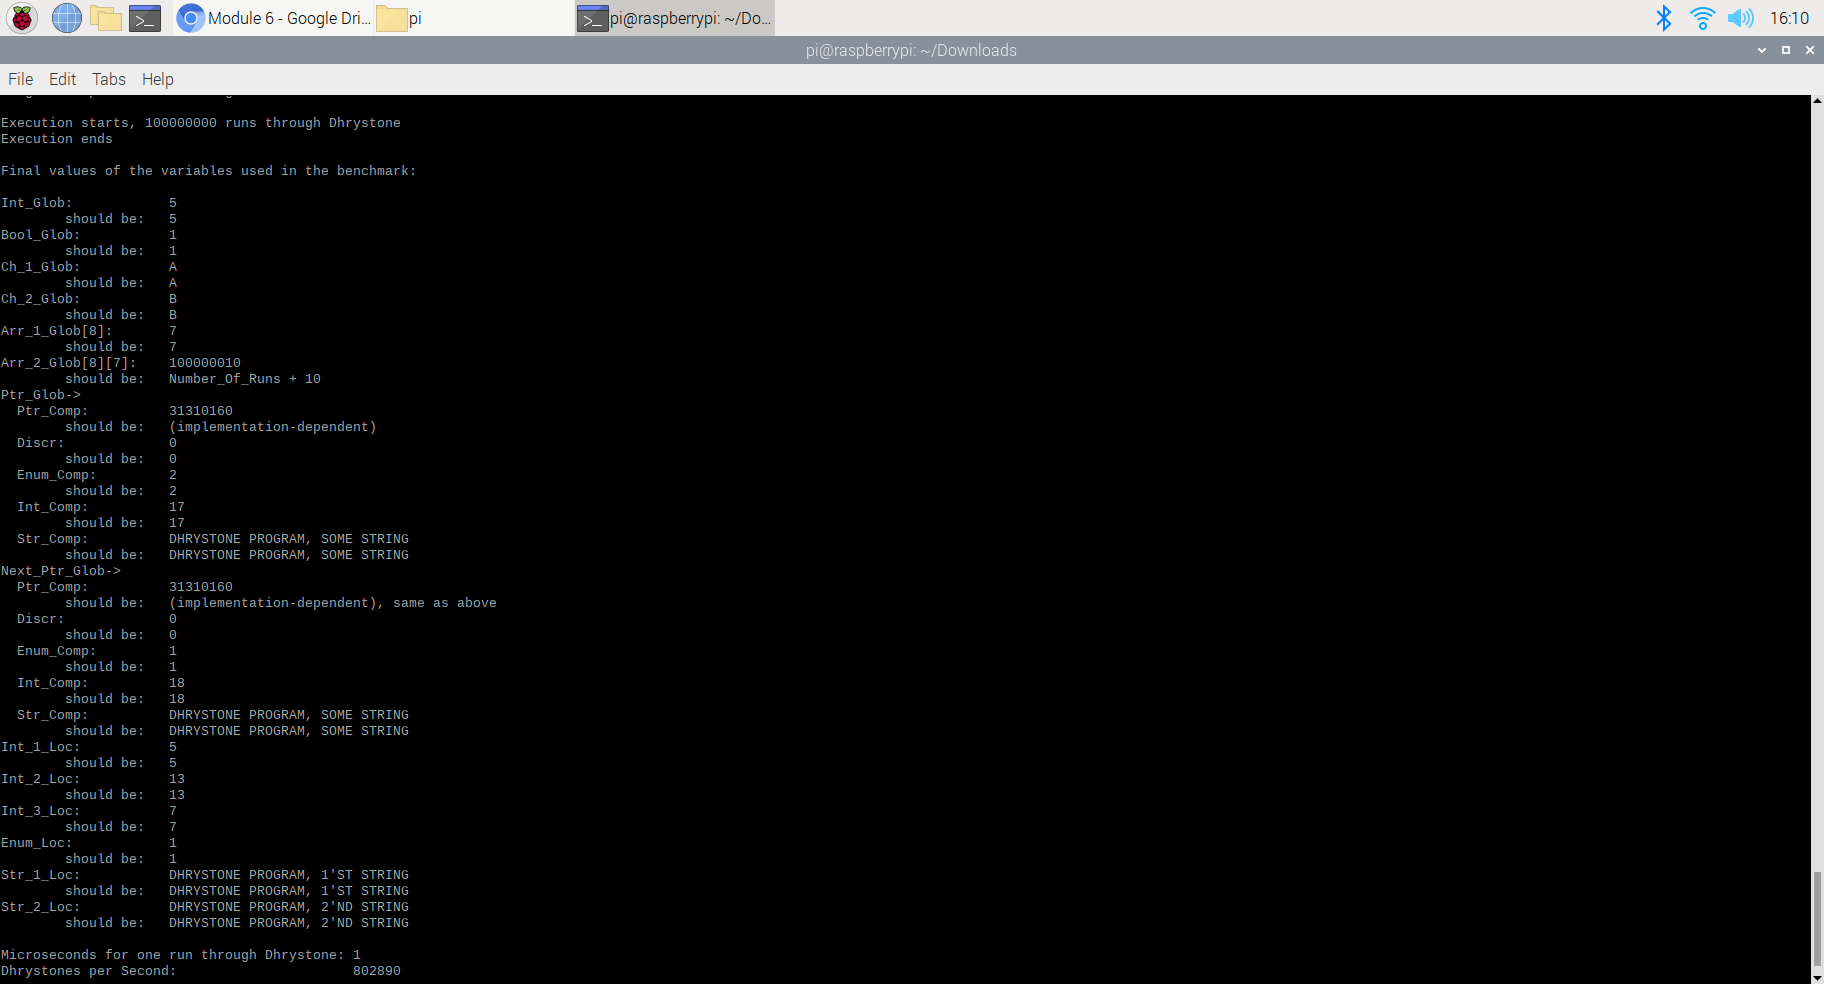 Module 6 - Google Dri...
pi
pi@raspberrypi: ~/Do...
16:10
pi@raspberrypi: ~/Downloads
File Edit Tabs Help
Execution starts, 100000000 runs through Dhrystone
Execution ends
Final values of the variables used in the benchmark:
Int_Glob: 5
should be: 5
Bool_Glob: 1
should be: 1
Ch_1_Glob: A
should be: A
Ch_2_Glob: B
should be: B
Arr_1_Glob[8]: 7
should be: 7
Arr_2_Glob[8][7]: 100000010
should be: Number_Of_Runs + 10
Ptr_Glob->
Ptr_Comp: 31310160
should be: (implementation-dependent)
Discr: 0
should be: 0
Enum_Comp: 2
should be: 2
Int_Comp: 17
should be: 17
Str_Comp: DHRYSTONE PROGRAM, SOME STRING
should be: DHRYSTONE PROGRAM, SOME STRING
Next_Ptr_Glob->
Ptr_Comp: 31310160
should be: (implementation-dependent), same as above
Discr: 0
should be: 0
Enum_Comp: 1
should be: 1
Int_Comp: 18
should be: 18
Str_Comp: DHRYSTONE PROGRAM, SOME STRING
should be: DHRYSTONE PROGRAM, SOME STRING
Int_1_Loc: 5
should be: 5
Int_2_Loc: 13
should be: 13
Int_3_Loc: 7
should be: 7
Enum_Loc: 1
should be: 1
Str_1_Loc: DHRYSTONE PROGRAM, 1'ST STRING
should be: DHRYSTONE PROGRAM, 1'ST STRING
Str_2_Loc: DHRYSTONE PROGRAM, 2'ND STRING
should be: DHRYSTONE PROGRAM, 2'ND STRING
Microseconds for one run through Dhrystone: 1
Dhrystones per Second: 802890